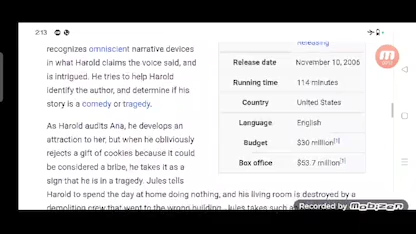 2:13
Releasing
recognizes omniscient narrative devices
in what Harold claims the voice said, and
is intrigued. He tries to help Harold
identify the author, and determine if his
story is a comedy or tragedy.
As Harold audits Ana, he develops an
attraction to her, but when he obliviously
rejects a gift of cookies because it could
be considered a bribe, he takes it as a
sign that he is in a tragedy. Jules tells
Harold to spend the day at home doing nothing, and his living room is destroyed by a
demolition crew that went to the wrong building. Jules takes such a
Release date November 10, 2006
Running time 114 minutes
Country United States
Language English
Budget $30 million[1]
Box office $53.7 million[1]
Recorded by Mobizen